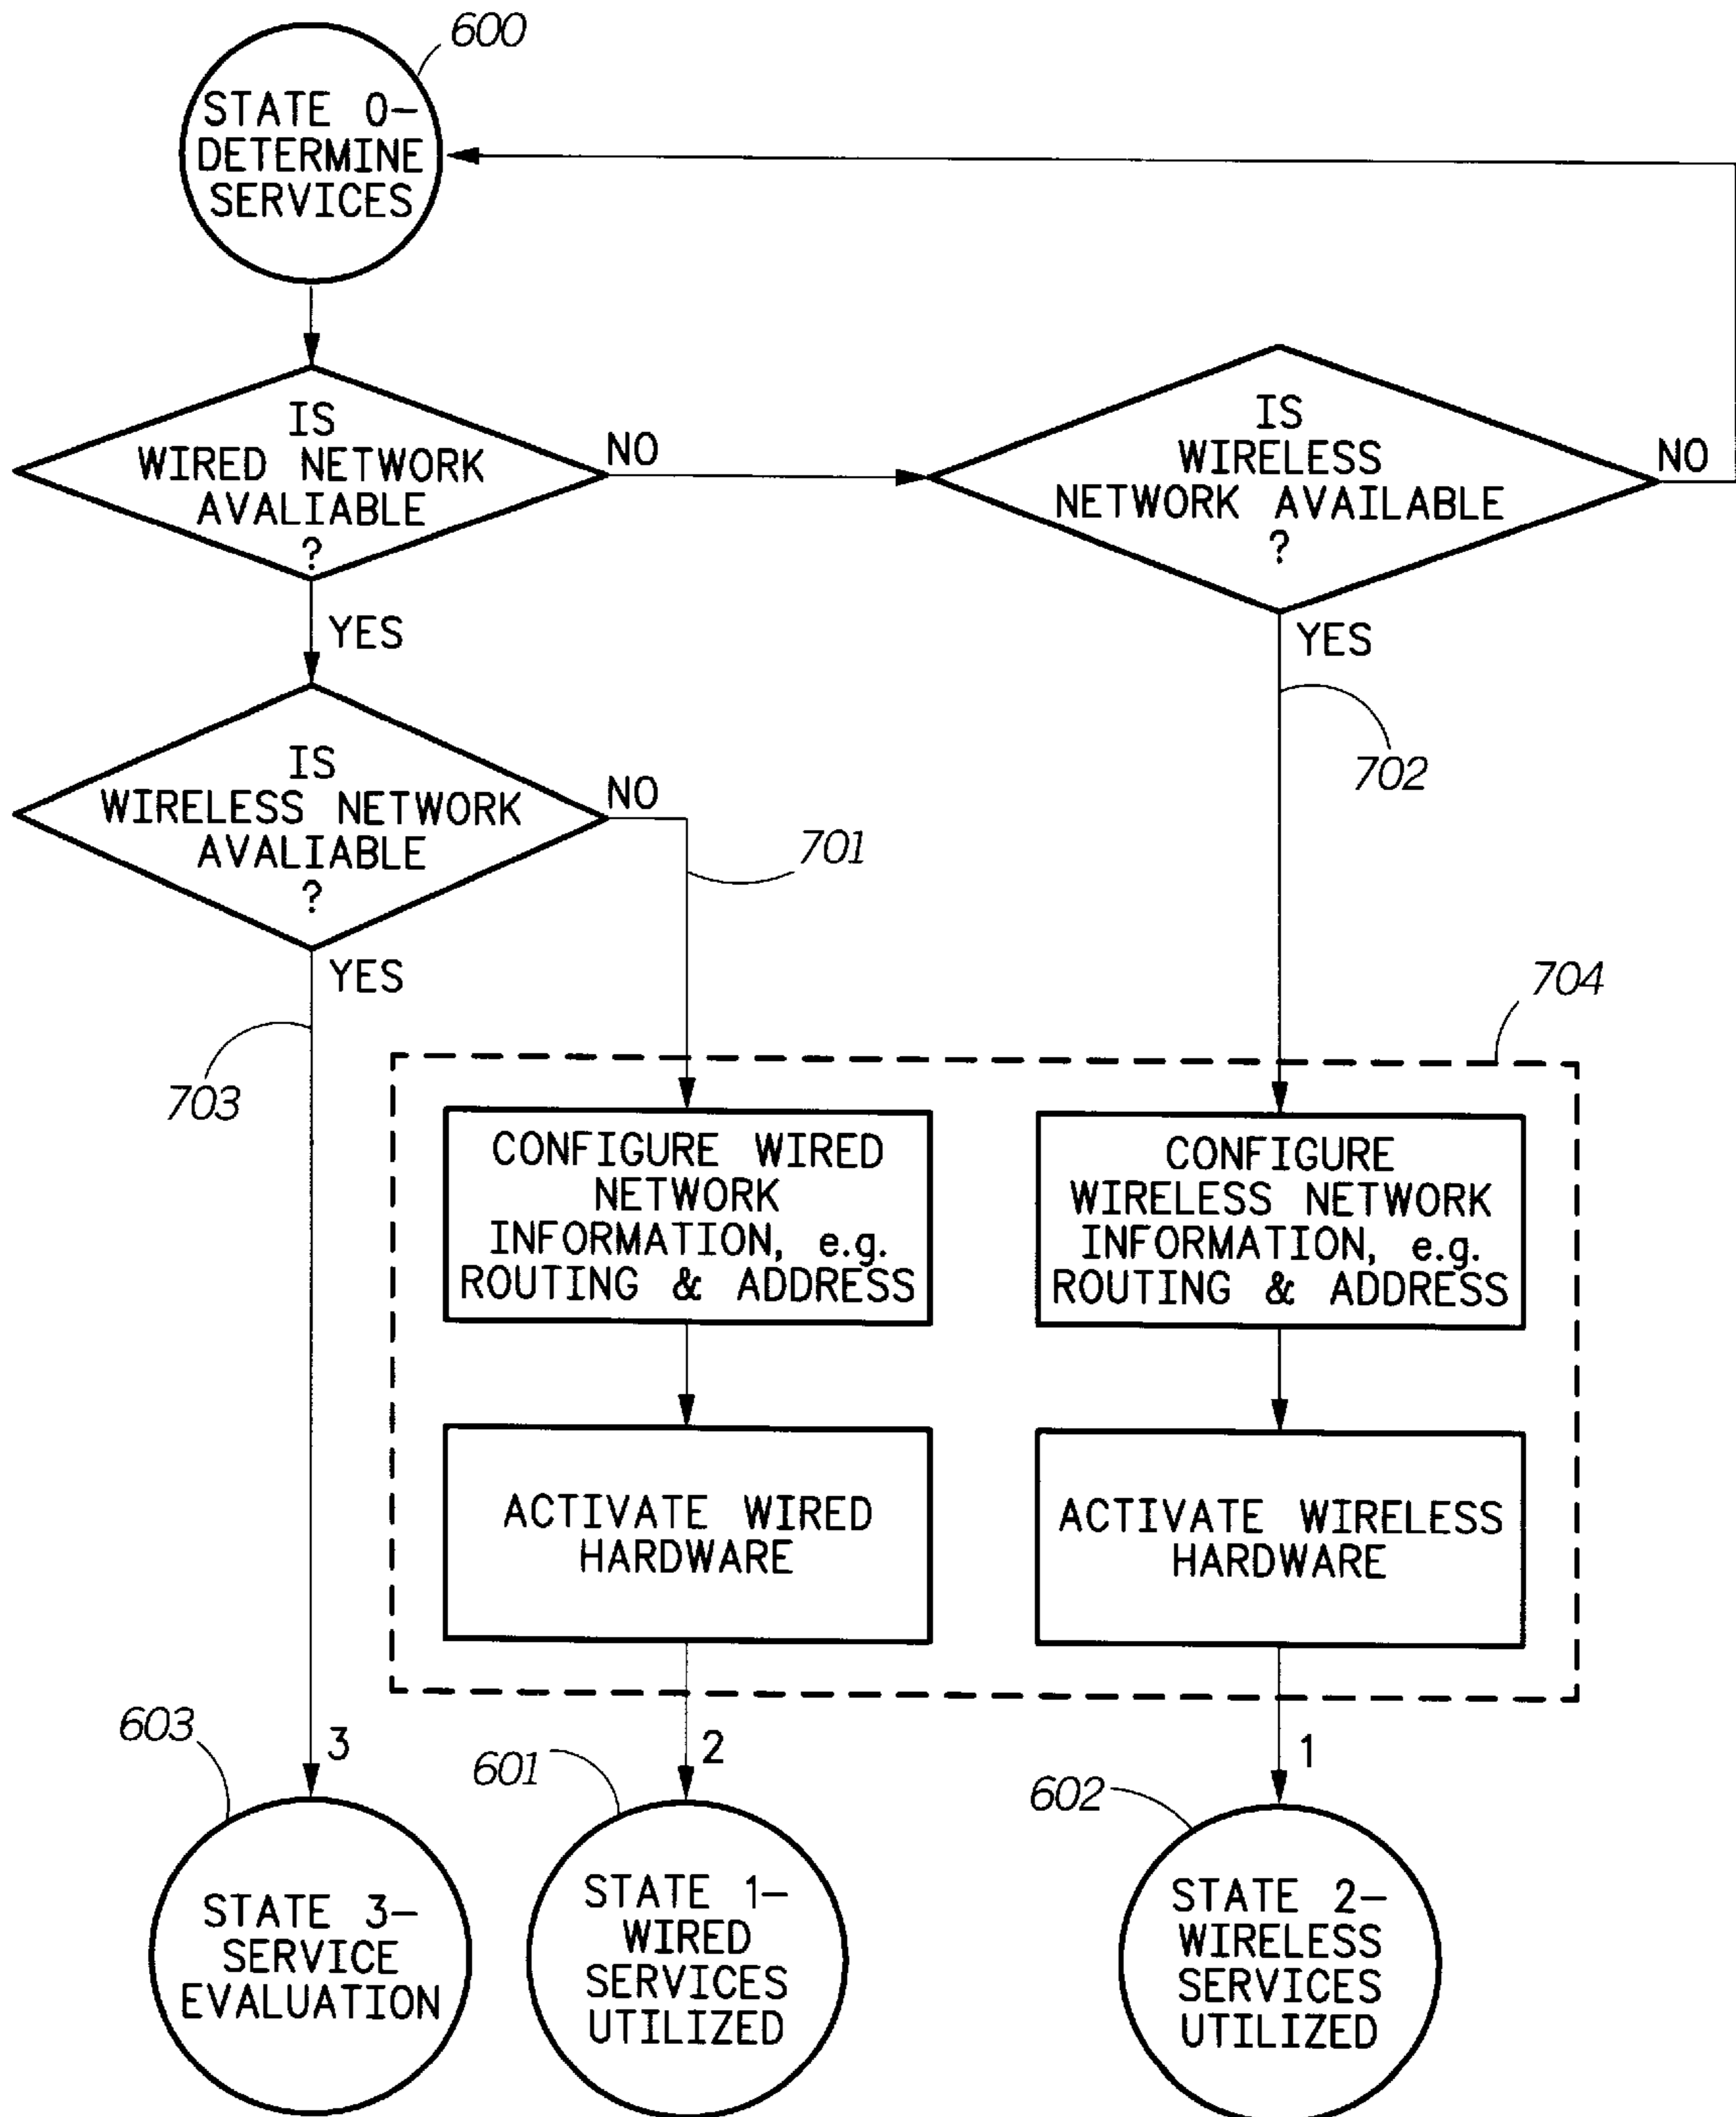 600
STATE 0-
DETERMINE
SERVICES
IS
WIRED NETWORK
AVALIABLE
?
NO
YES
IS
WIRELESS
NETWORK AVAILABLE
?
NO
YES
702
IS
WIRELESS NETWORK
AVALIABLE
?
NO
701
YES
703
704
CONFIGURE WIRED
NETWORK
INFORMATION, e.g.
ROUTING & ADDRESS
CONFIGURE
WIRELESS NETWORK
INFORMATION, e.g.
ROUTING & ADDRESS
ACTIVATE WIRED
HARDWARE
ACTIVATE WIRELESS
HARDWARE
603
3
601
2
602
1
STATE 3-
SERVICE
EVALUATION
STATE 1-
WIRED
SERVICES
UTILIZED
STATE 2-
WIRELESS
SERVICES
UTILIZED